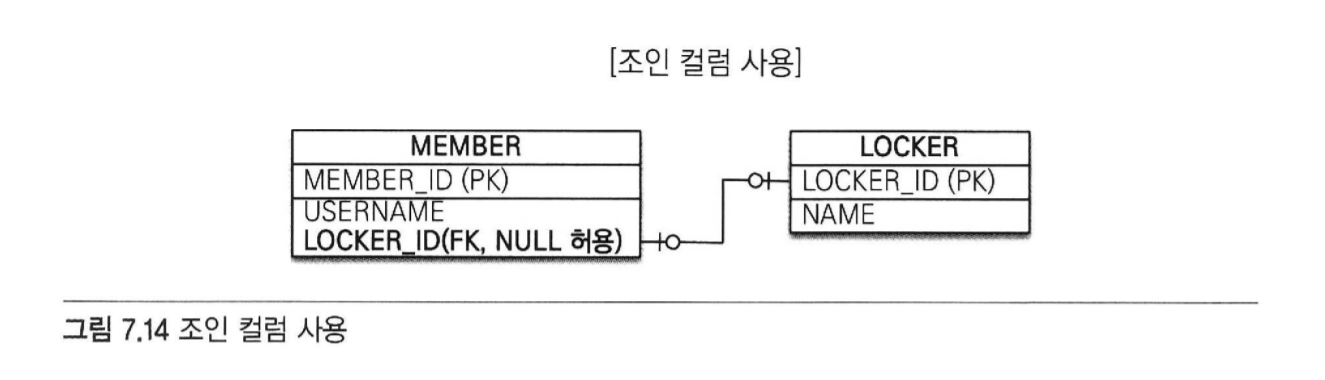 [조인 컬럼 사용]
MEMBER
MEMBER_ID (PK)
USERNAME
LOCKER_ID(FK, NULL 허용)
LOCKER
LOCKER_ID (PK)
NAME
그림 7.14 조인 컬럼 사용